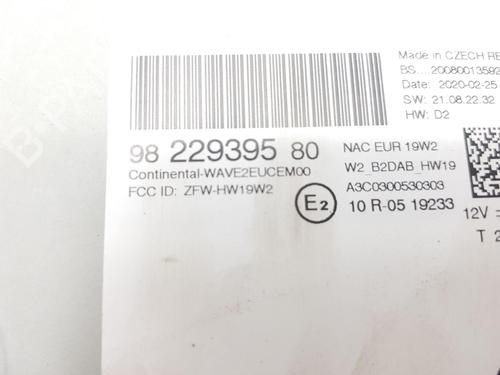 Made in CZECH RE
BS....2008001359
Date: 2020-02-25
SW: 21.08.22.32
HW: D2
98 229395 80
Continental-WAVE2EUCEM00
FCC ID: ZFW-HW19W2
NAC EUR 19W2
W2_B2DAB_HW19
A3C0300530303
E2
10 R-05 19233
12V =
T 2